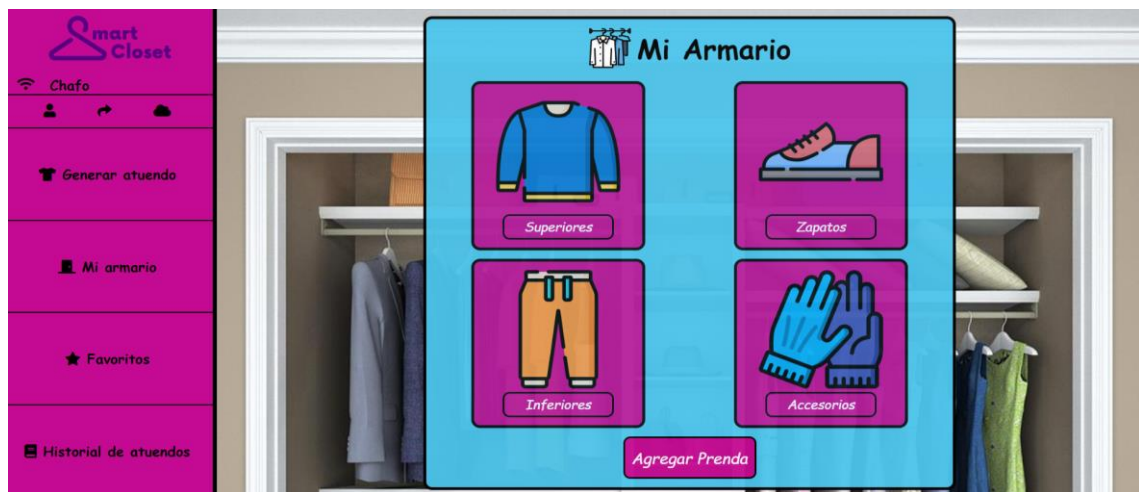 Smart
Closet
Chafo
Generar atuendo
Mi armario
Favoritos
Historial de atuendos
Mi Armario
Superiores
Zapatos
Inferiores
Accesorios
Agregar Prenda